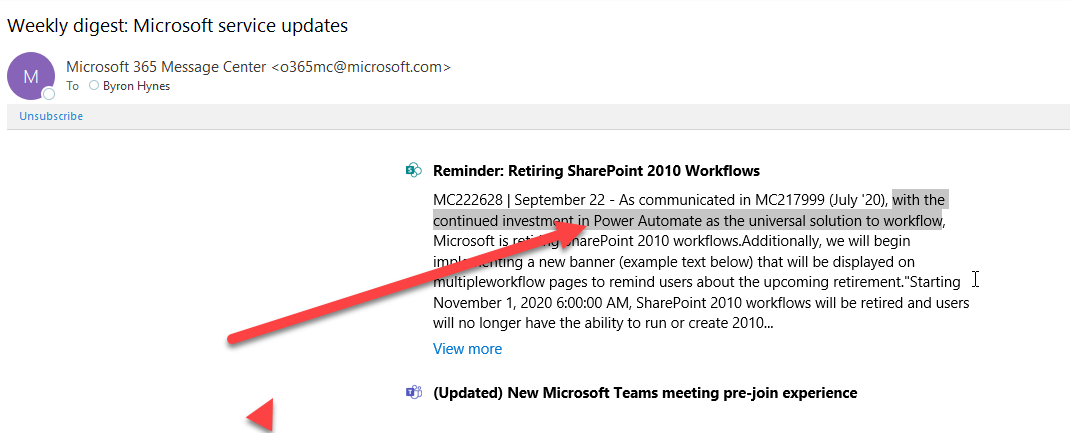 Weekly digest: Microsoft service updates
M
Microsoft 365 Message Center <o365mc@microsoft.com>
To Byron Hynes
Unsubscribe
Reminder: Retiring SharePoint 2010 Workflows
MC222628 | September 22 - As communicated in MC217999 (July '20), with the
continued investment in Power Automate as the universal solution to workflow,
Microsoft is retiring SharePoint 2010 workflows.Additionally, we will begin
implementing a new banner (example text below) that will be displayed on
multipleworkflow pages to remind users about the upcoming retirement."Starting
November 1, 2020 6:00:00 AM, SharePoint 2010 workflows will be retired and users
will no longer have the ability to run or create 2010...
View more
(Updated) New Microsoft Teams meeting pre-join experience